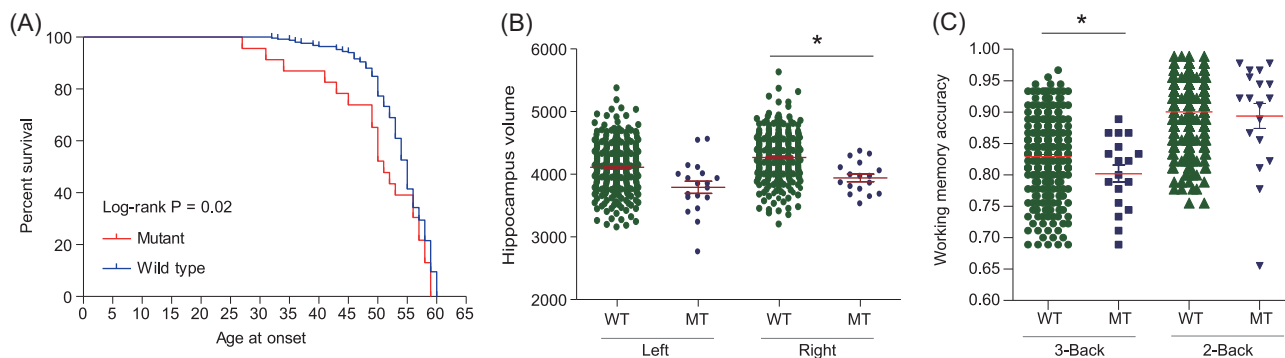 (A)
Percent survival
100
80
60
40
20
0
Log-rank P = 0.02
Mutant
Wild type
0 5 10 15 20 25 30 35 40 45 50 55 60 65
Age at onset
(B)
Hippocampus volume
6000
5000
4000
3000
2000
*
WT MT WT MT
Left Right
(C)
Working memory accuracy
1.00
0.95
0.90
0.85
0.80
0.75
0.70
0.65
0.60
*
WT MT WT MT
3-Back 2-Back